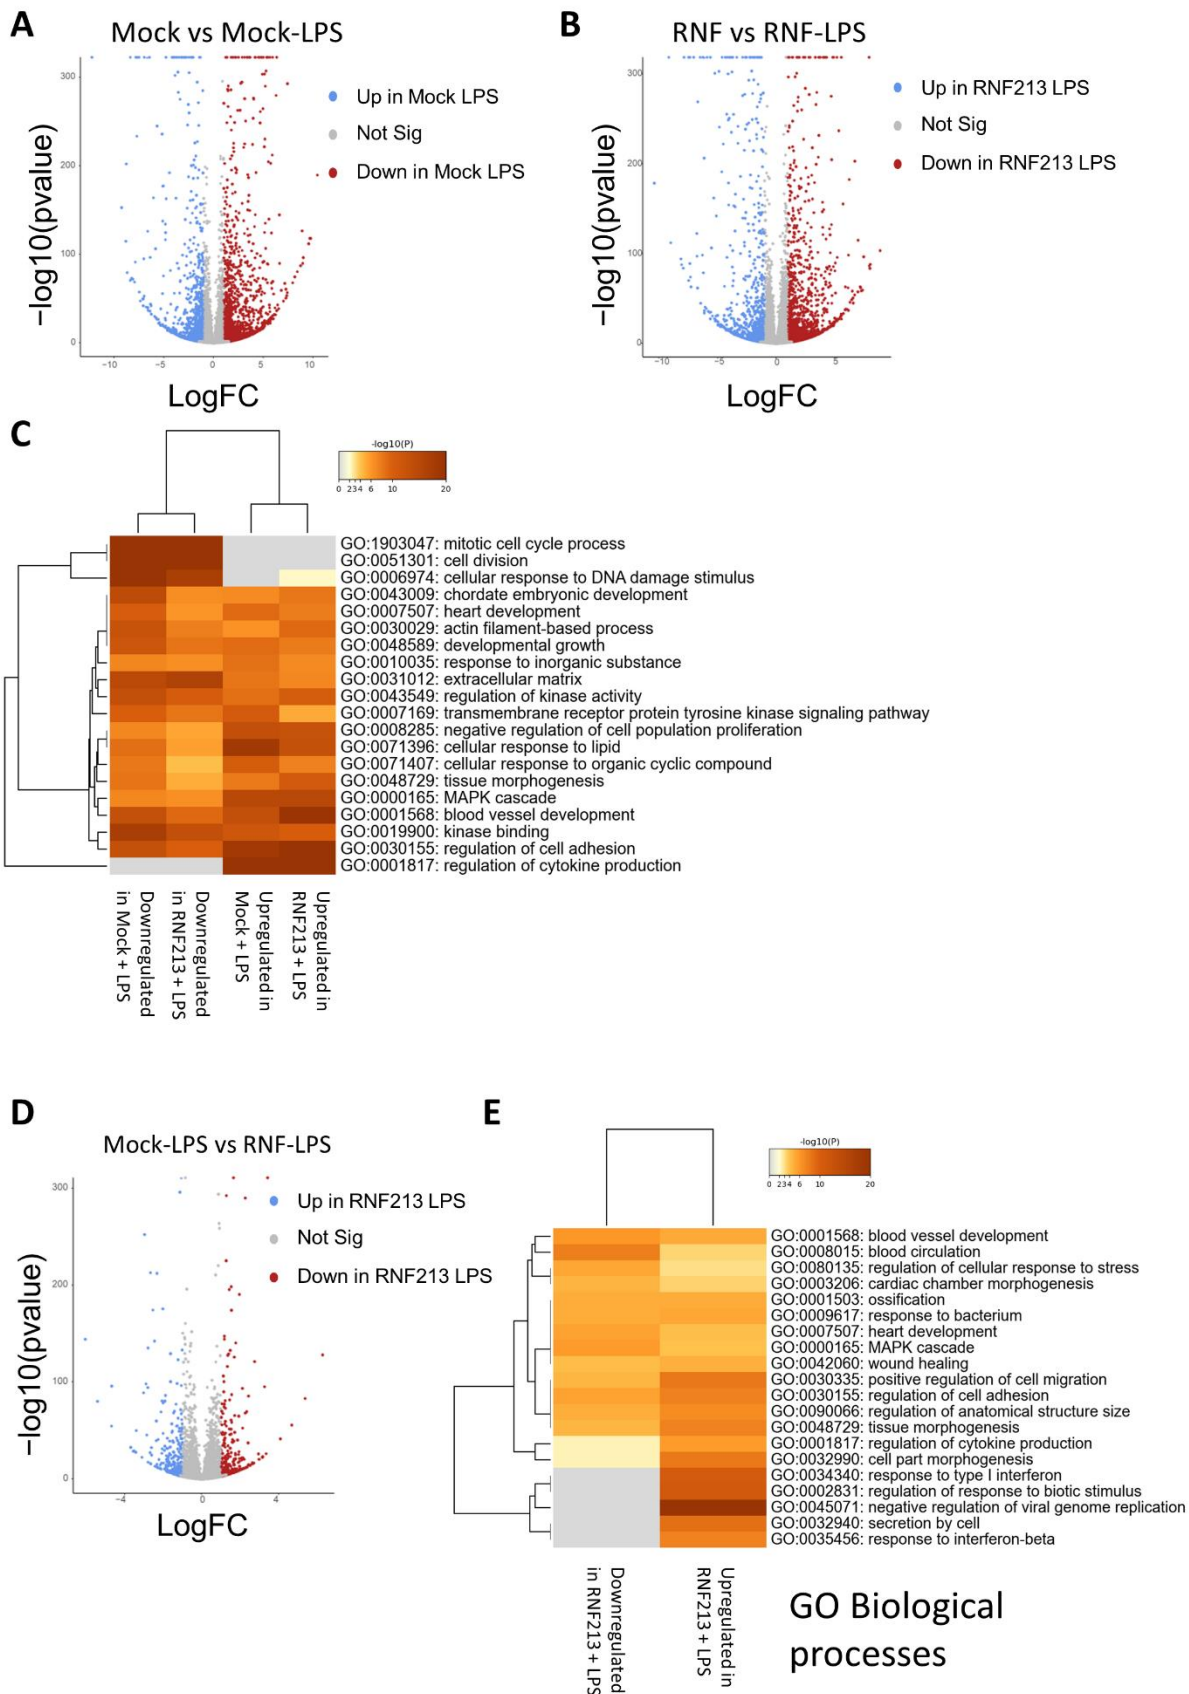 A
Mock vs Mock-LPS
300
200
100
0
−10
−5
0
5
10
−log10(pvalue)
LogFC
Up in Mock LPS
Not Sig
Down in Mock LPS
B
RNF vs RNF-LPS
300
200
100
0
−10
−5
0
5
−log10(pvalue)
LogFC
Up in RNF213 LPS
Not Sig
Down in RNF213 LPS
C
-log10(P)
0 2 3 4 6 10 20
GO:1903047: mitotic cell cycle process
GO:0051301: cell division
GO:0006974: cellular response to DNA damage stimulus
GO:0043009: chordate embryonic development
GO:0007507: heart development
GO:0030029: actin filament-based process
GO:0048589: developmental growth
GO:0010035: response to inorganic substance
GO:0031012: extracellular matrix
GO:0043549: regulation of kinase activity
GO:0007169: transmembrane receptor protein tyrosine kinase signaling pathway
GO:0008285: negative regulation of cell population proliferation
GO:0071396: cellular response to lipid
GO:0071407: cellular response to organic cyclic compound
GO:0048729: tissue morphogenesis
GO:0000165: MAPK cascade
GO:0001568: blood vessel development
GO:0019900: kinase binding
GO:0030155: regulation of cell adhesion
GO:0001817: regulation of cytokine production
Downregulated
in Mock + LPS
Downregulated
in RNF213 + LPS
Upregulated in
Mock + LPS
Upregulated in
RNF213 + LPS
D
Mock-LPS vs RNF-LPS
300
200
100
0
−4
0
4
−log10(pvalue)
LogFC
Up in RNF213 LPS
Not Sig
Down in RNF213 LPS
E
-log10(P)
0 2 3 4 6 10 20
GO:0001568: blood vessel development
GO:0008015: blood circulation
GO:0080135: regulation of cellular response to stress
GO:0003206: cardiac chamber morphogenesis
GO:0001503: ossification
GO:0009617: response to bacterium
GO:0007507: heart development
GO:0000165: MAPK cascade
GO:0042060: wound healing
GO:0030335: positive regulation of cell migration
GO:0030155: regulation of cell adhesion
GO:0090066: regulation of anatomical structure size
GO:0048729: tissue morphogenesis
GO:0001817: regulation of cytokine production
GO:0032990: cell part morphogenesis
GO:0034340: response to type I interferon
GO:0002831: regulation of response to biotic stimulus
GO:0045071: negative regulation of viral genome replication
GO:0032940: secretion by cell
GO:0035456: response to interferon-beta
Downregulated
in RNF213 + LPS
Upregulated in
RNF213 + LPS
GO Biological
processes